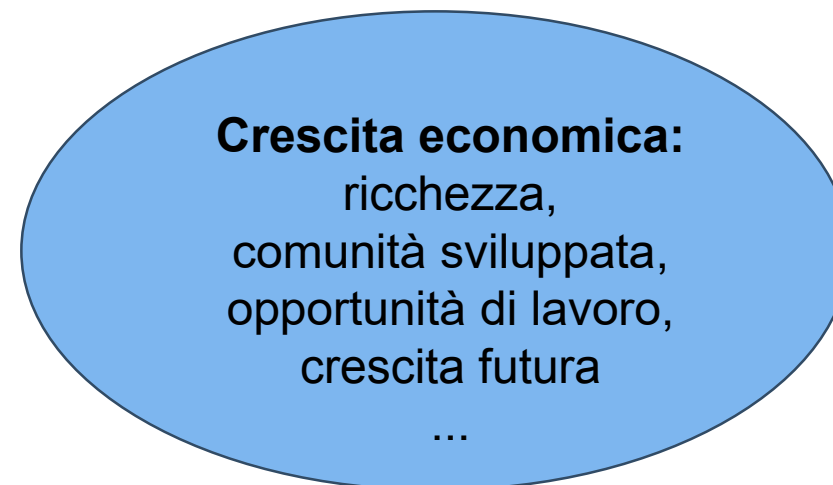 Crescita economica:
ricchezza,
comunità sviluppata,
opportunità di lavoro,
crescita futura
...